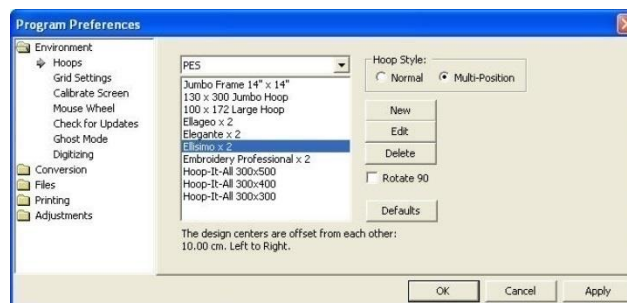 Program Preferences
Environment
Hoops
Grid Settings
Calibrate Screen
Mouse Wheel
Check for Updates
Ghost Mode
Digitizing
Conversion
Files
Printing
Adjustments
PES
Jumbo Frame 14" x 14"
130 x 300 Jumbo Hoop
100 x 172 Large Hoop
Ellageo x 2
Elegante x 2
Ellisimo x 2
Embroidery Professional x 2
Hoop-It-All 300x500
Hoop-It-All 300x400
Hoop-It-All 300x300
The design centers are offset from each other:
10.00 cm. Left to Right.
Hoop Style:
Normal Multi-Position
New
Edit
Delete
Rotate 90
Defaults
OK Cancel Apply